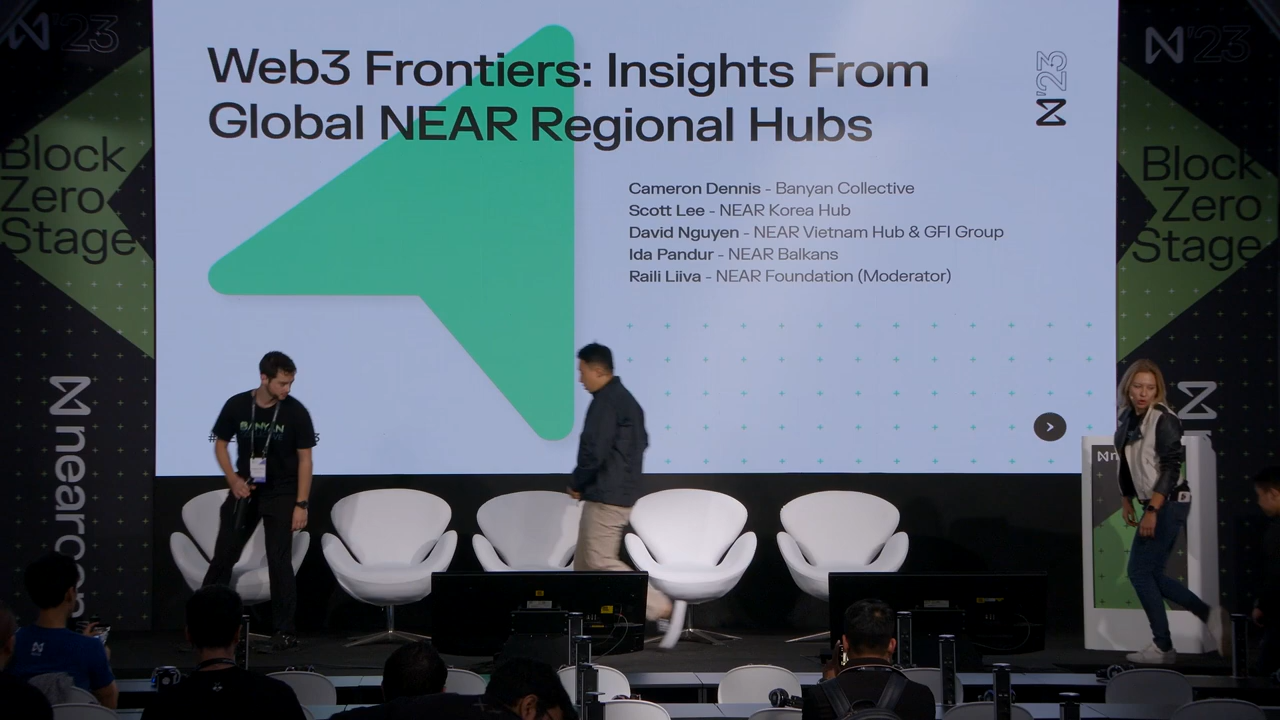 '23
Web3 Frontiers: Insights From
Global NEAR Regional Hubs
'23
'23
Cameron Dennis - Banyan Collective
Scott Lee - NEAR Korea Hub
David Nguyen - NEAR Vietnam Hub & GFI Group
Ida Pandur - NEAR Balkans
Raili Liiva - NEAR Foundation (Moderator)
Block
Zero
Stage
Block
Zero
Stage
nearcon
BANYAN